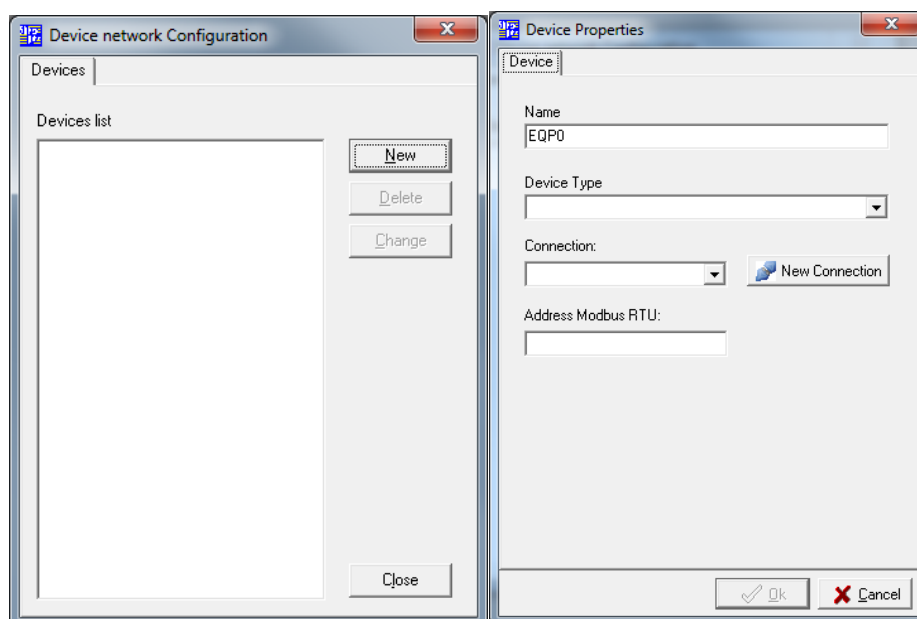 Device network Configuration
Devices
Devices list
New
Delete
Change
Close
Device Properties
Device
Name
EQP0
Device Type
Connection:
New Connection
Address Modbus RTU:
Ok
Cancel